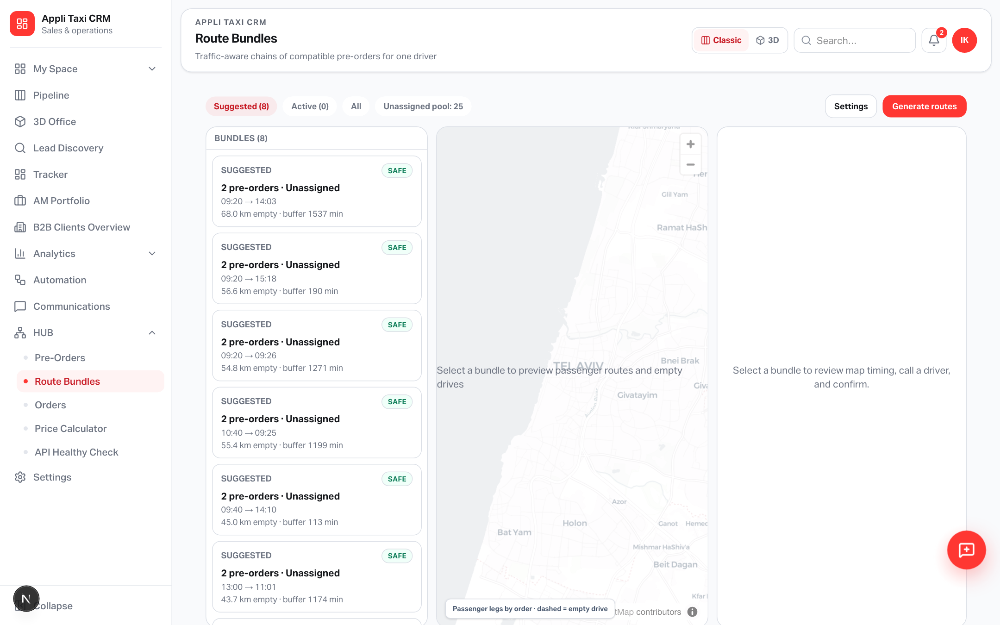 Appli Taxi CRM
Sales & operations
My Space
Pipeline
3D Office
Lead Discovery
Tracker
AM Portfolio
B2B Clients Overview
Analytics
Automation
Communications
HUB
Pre-Orders
Route Bundles
Orders
Price Calculator
API Healthy Check
Settings
N
Collapse
APPLI TAXI CRM
Route Bundles
Traffic-aware chains of compatible pre-orders for one driver
Classic
3D
Search...
2
IK
Suggested (8)
Active (0)
All
Unassigned pool: 25
Settings
Generate routes
BUNDLES (8)
SUGGESTED
SAFE
2 pre-orders · Unassigned
09:20 → 14:03
68.0 km empty · buffer 1537 min
SUGGESTED
SAFE
2 pre-orders · Unassigned
09:20 → 15:18
56.6 km empty · buffer 190 min
SUGGESTED
SAFE
2 pre-orders · Unassigned
09:20 → 09:26
54.8 km empty · buffer 1271 min
SUGGESTED
SAFE
2 pre-orders · Unassigned
10:40 → 09:25
55.4 km empty · buffer 1199 min
SUGGESTED
SAFE
2 pre-orders · Unassigned
09:40 → 14:10
45.0 km empty · buffer 113 min
SUGGESTED
SAFE
2 pre-orders · Unassigned
13:00 → 11:01
43.7 km empty · buffer 1174 min
+
−
Her
Glil Yam
Ramat HaSh
TEL AVIV
Bnei Brak
Select a bundle to preview passenger routes and empty
drives
Giva
Givatayim
Ayalon River
Azor
Holon
Ganot
Hemed
Bat Yam
Mishmar HaShiv'a
Beit Dagan
Kfar
Passenger legs by order · dashed = empty drive
tMap contributors
Select a bundle to review map timing, call a driver,
and confirm.